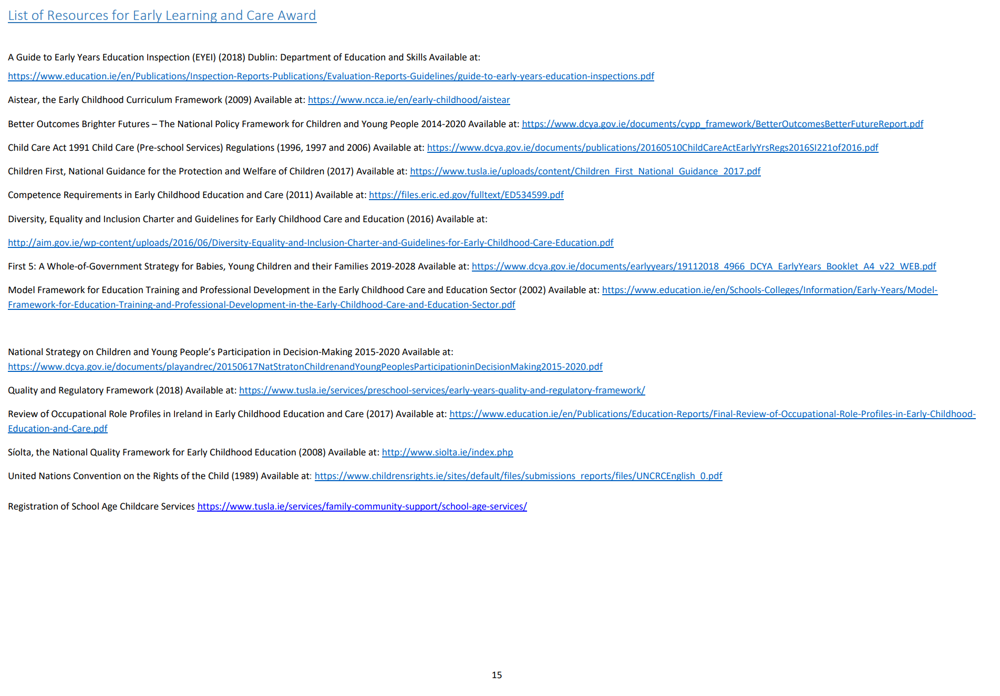 List of Resources for Early Learning and Care Award
A Guide to Early Years Education Inspection (EYEI) (2018) Dublin: Department of Education and Skills Available at:
https://www.education.ie/en/Publications/Inspection-Reports-Publications/Evaluation-Reports-Guidelines/guide-to-early-years-education-inspections.pdf
Aistear, the Early Childhood Curriculum Framework (2009) Available at: https://www.ncca.ie/en/early-childhood/aistear
Better Outcomes Brighter Futures – The National Policy Framework for Children and Young People 2014-2020 Available at: https://www.dcya.gov.ie/documents/cypp_framework/BetterOutcomesBetterFutureReport.pdf
Child Care Act 1991 Child Care (Pre-school Services) Regulations (1996, 1997 and 2006) Available at: https://www.dcya.gov.ie/documents/publications/20160510ChildCareActEarlyYrsRegs2016SI221of2016.pdf
Children First, National Guidance for the Protection and Welfare of Children (2017) Available at: https://www.tusla.ie/uploads/content/Children_First_National_Guidance_2017.pdf
Competence Requirements in Early Childhood Education and Care (2011) Available at: https://files.eric.ed.gov/fulltext/ED534599.pdf
Diversity, Equality and Inclusion Charter and Guidelines for Early Childhood Care and Education (2016) Available at:
http://aim.gov.ie/wp-content/uploads/2016/06/Diversity-Equality-and-Inclusion-Charter-and-Guidelines-for-Early-Childhood-Care-Education.pdf
First 5: A Whole-of-Government Strategy for Babies, Young Children and their Families 2019-2028 Available at: https://www.dcya.gov.ie/documents/earlyyears/19112018_4966_DCYA_EarlyYears_Booklet_A4_v22_WEB.pdf
Model Framework for Education Training and Professional Development in the Early Childhood Care and Education Sector (2002) Available at: https://www.education.ie/en/Schools-Colleges/Information/Early-Years/Model-
Framework-for-Education-Training-and-Professional-Development-in-the-Early-Childhood-Care-and-Education-Sector.pdf
National Strategy on Children and Young People’s Participation in Decision-Making 2015-2020 Available at:
https://www.dcya.gov.ie/documents/playandrec/20150617NatStratonChildrenandYoungPeoplesParticipationinDecisionMaking2015-2020.pdf
Quality and Regulatory Framework (2018) Available at: https://www.tusla.ie/services/preschool-services/early-years-quality-and-regulatory-framework/
Review of Occupational Role Profiles in Ireland in Early Childhood Education and Care (2017) Available at: https://www.education.ie/en/Publications/Education-Reports/Final-Review-of-Occupational-Role-Profiles-in-Early-Childhood-
Education-and-Care.pdf
Síolta, the National Quality Framework for Early Childhood Education (2008) Available at: http://www.siolta.ie/index.php
United Nations Convention on the Rights of the Child (1989) Available at: https://www.childrensrights.ie/sites/default/files/submissions_reports/files/UNCRCEnglish_0.pdf
Registration of School Age Childcare Services https://www.tusla.ie/services/family-community-support/school-age-services/
15